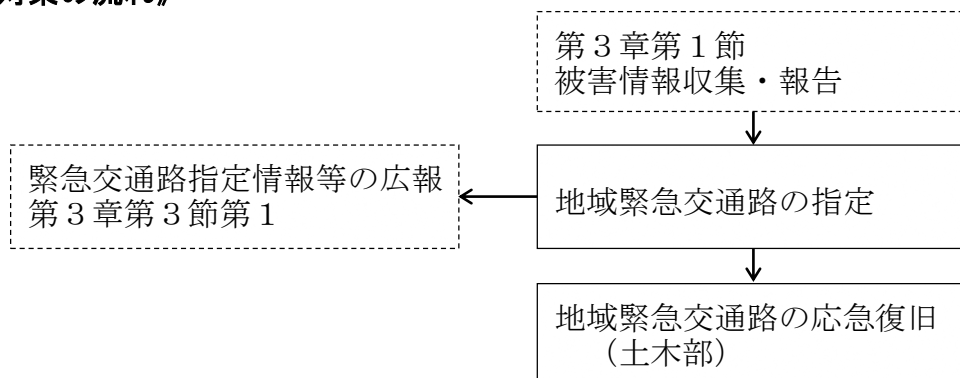 対策の流れ》
第３章第１節
被害情報収集・報告
緊急交通路指定情報等の広報
第３章第３節第１
地域緊急交通路の指定
地域緊急交通路の応急復旧
（土木部）